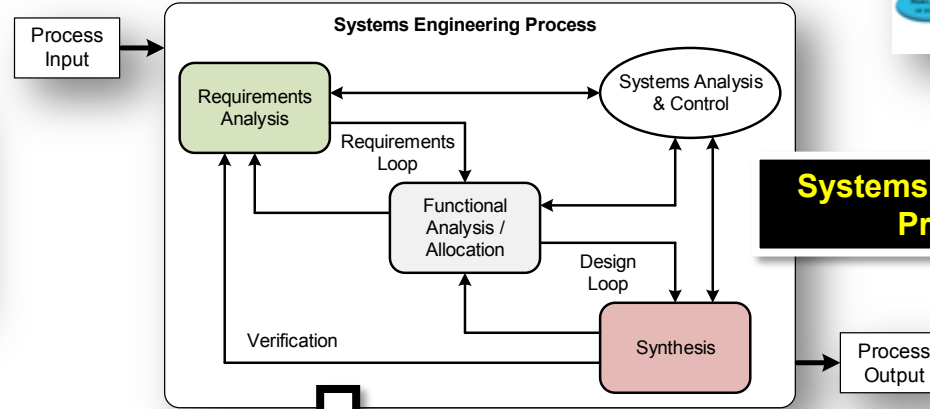 Systems Engineering Process
Process
Input
Requirements
Analysis
Systems Analysis
& Control
Requirements
Loop
Functional
Analysis /
Allocation
Systems
Pr
Design
Loop
Verification
Synthesis
Process
Output